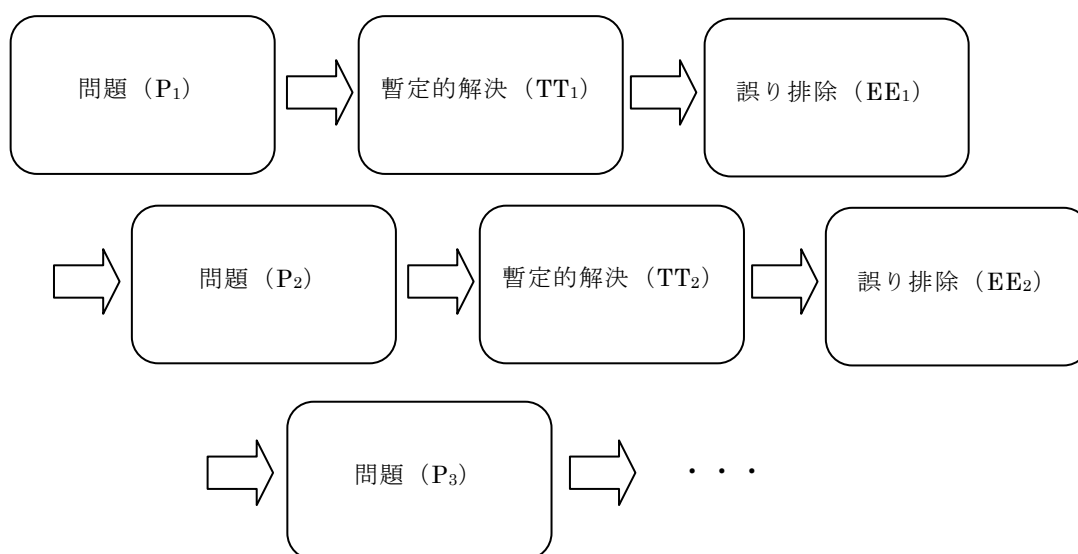 問題（P₁）
暫定的解決（TT₁）
誤り排除（EE₁）
問題（P₂）
暫定的解決（TT₂）
誤り排除（EE₂）
問題（P₃）
・・・